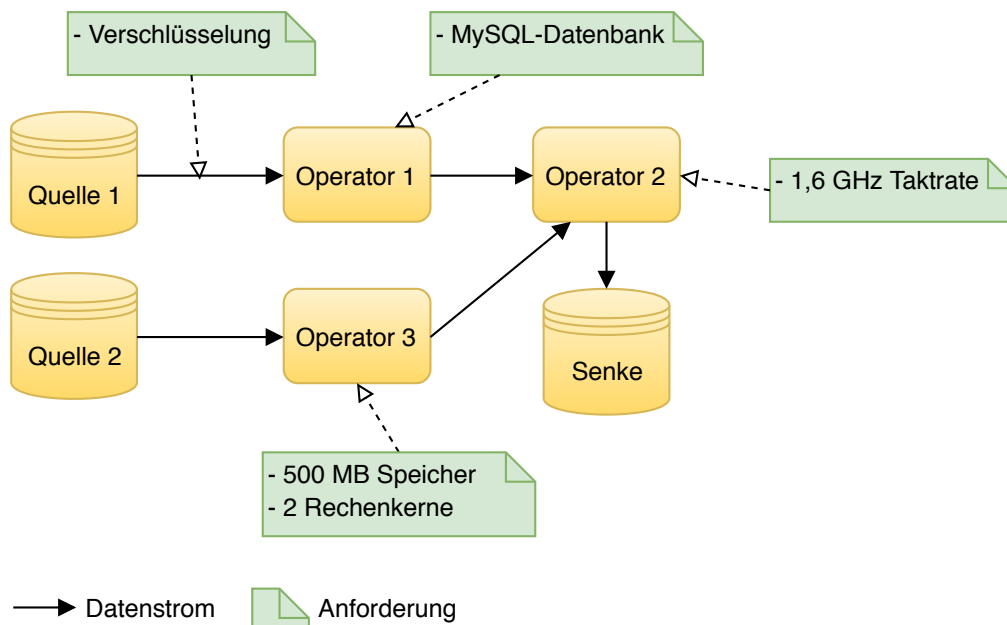 - Verschlüsselung
- MySQL-Datenbank
Quelle 1
Operator 1
Operator 2
- 1,6 GHz Taktrate
Quelle 2
Operator 3
Senke
- 500 MB Speicher
- 2 Rechenkerne
Datenstrom
Anforderung